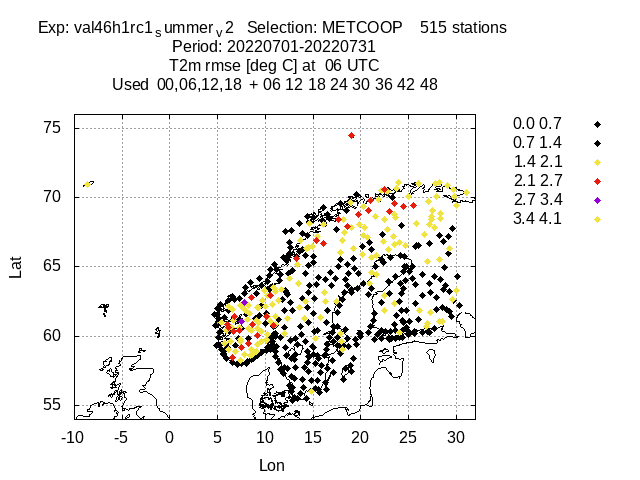 Exp: val46h1rc1summerv2 Selection: METCOOP 515 stations
Period: 20220701-20220731
T2m rmse [deg C] at 06 UTC
Used 00,06,12,18 + 06 12 18 24 30 36 42 48
75
70
65
60
55
Lat
-10 -5 0 5 10 15 20 25 30
Lon
0.0 0.7
0.7 1.4
1.4 2.1
2.1 2.7
2.7 3.4
3.4 4.1